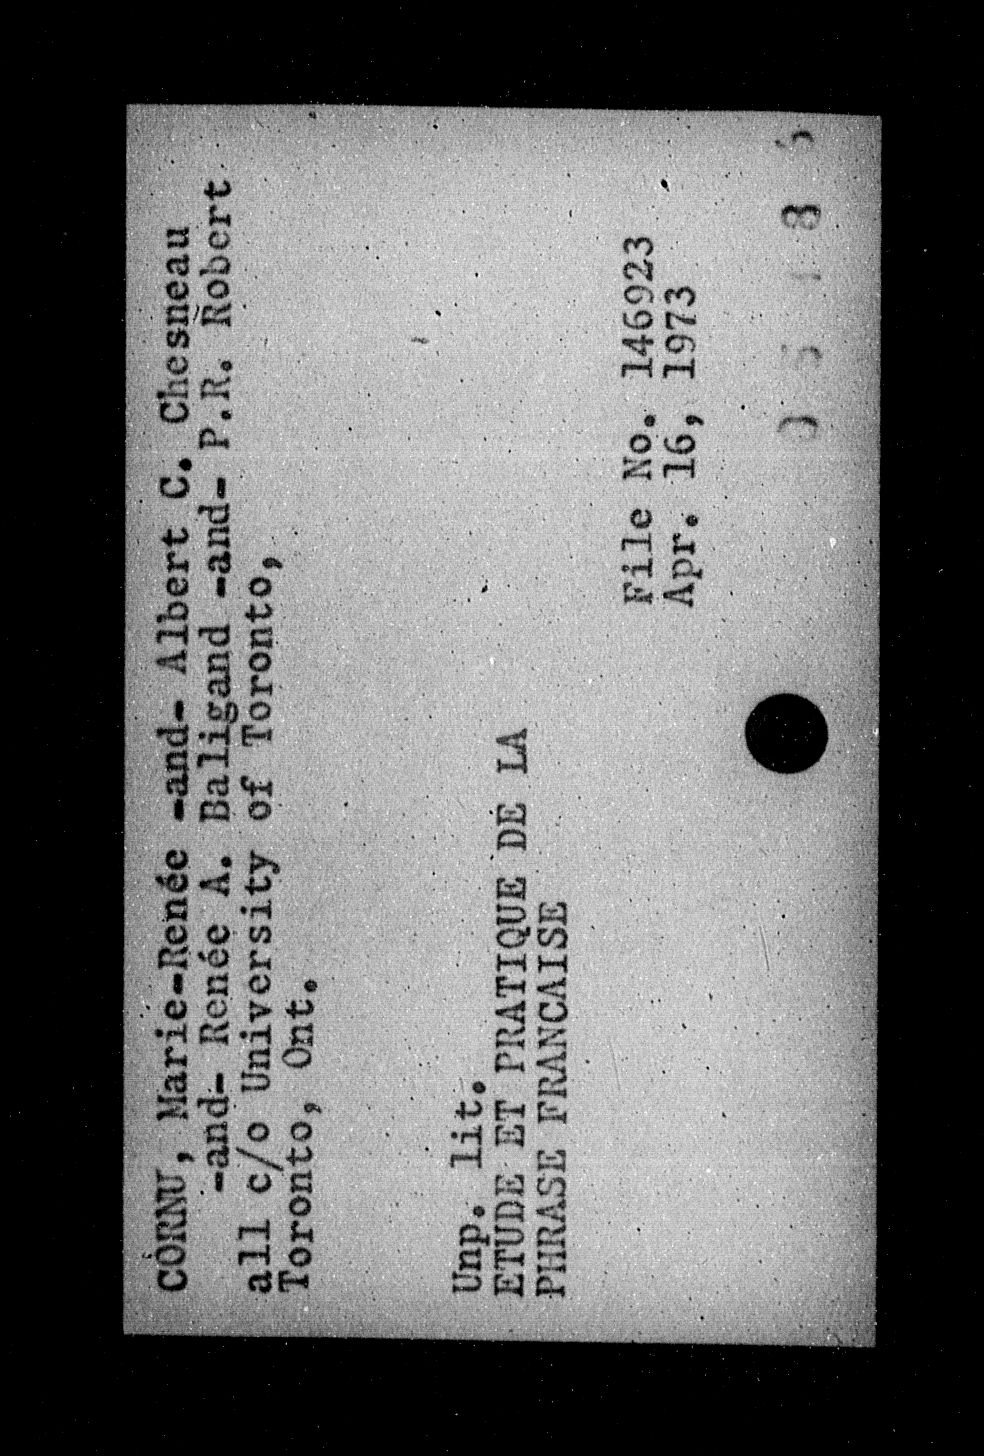 CORNU, Marie-Renée -and- Albert C. Chesneau
-and- Renée A. Baligand -and- P.R. Robert
all c/o University of Toronto,
Toronto, Ont.
Unp. lit.
ETUDE ET PRATIQUE DE LA
PHRASE FRANCAISE
File No. 146923
Apr. 16, 1973